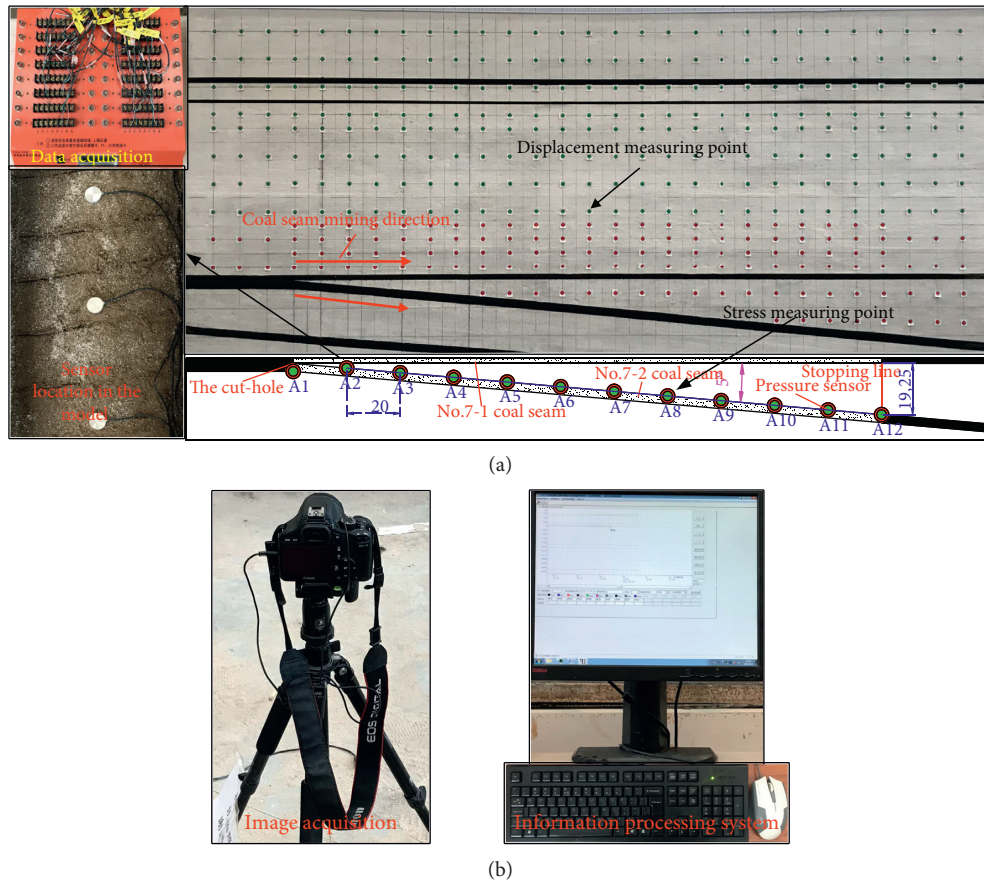 Data acquisition
Displacement measuring point
Coal seam mining direction
Stress measuring point
Sensor
location in the
model
The cut-hole
No.7-2 coal seam
Stopping line
Pressure sensor
No.7-1 coal seam
A1
A2
A3
A4
A5
A6
A7
A8
A9
A10
A11
A12
20
5°
19.25
(a)
EOS DIGITAL
Canon
Image acquisition
Information processing system
(b)